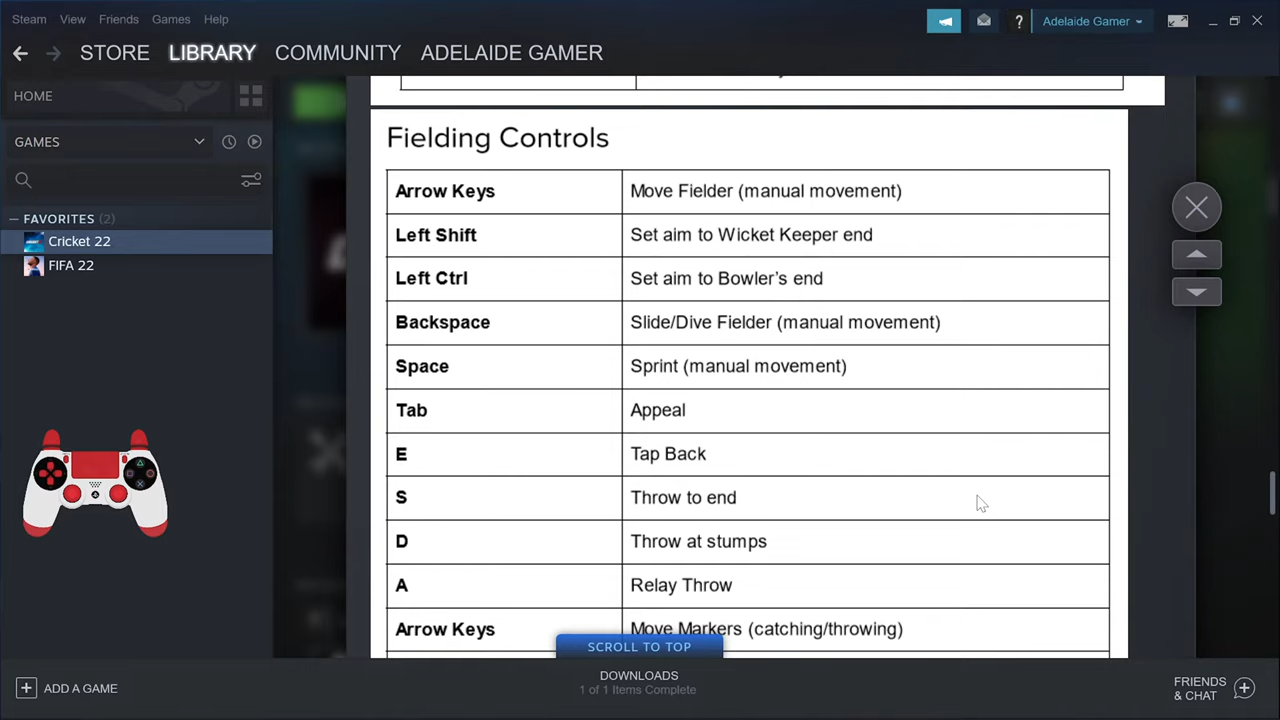 Steam View Friends Games Help
? Adelaide Gamer
STORE LIBRARY COMMUNITY ADELAIDE GAMER
HOME
GAMES
FAVORITES (2)
Cricket 22
FIFA 22
Fielding Controls
Arrow Keys Move Fielder (manual movement)
Left Shift Set aim to Wicket Keeper end
Left Ctrl Set aim to Bowler's end
Backspace Slide/Dive Fielder (manual movement)
Space Sprint (manual movement)
Tab Appeal
E Tap Back
S Throw to end
D Throw at stumps
A Relay Throw
Arrow Keys Move Markers (catching/throwing)
SCROLL TO TOP
ADD A GAME
DOWNLOADS
1 of 1 Items Complete
FRIENDS
& CHAT